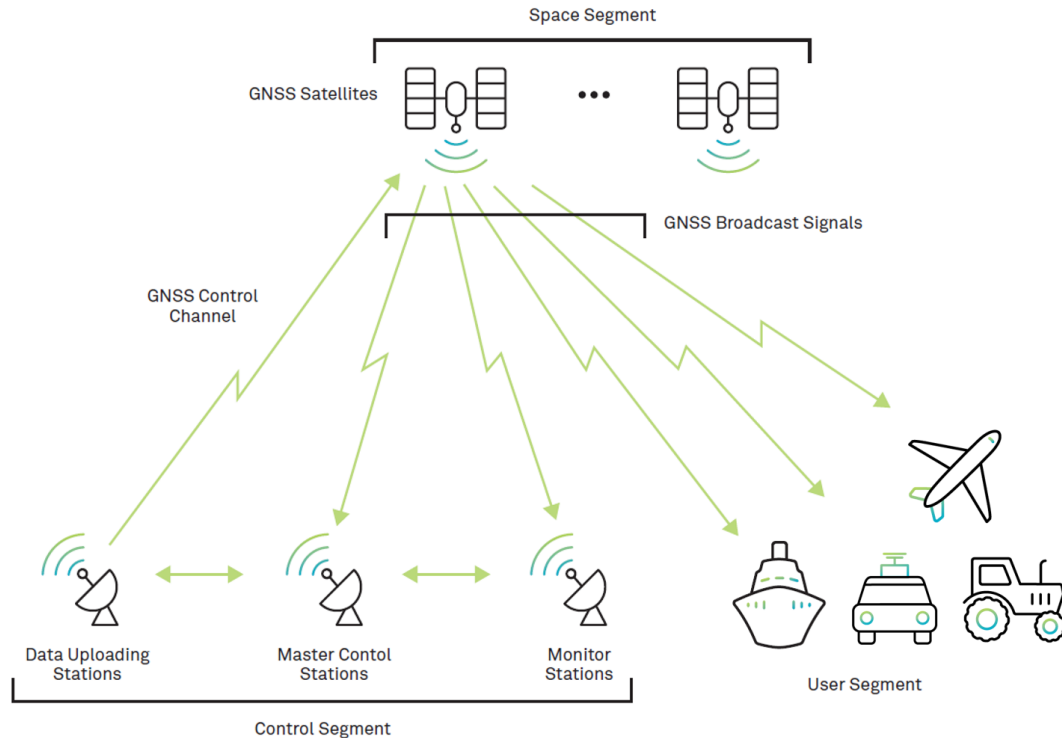 Space Segment
GNSS Satellites
GNSS Broadcast Signals
GNSS Control
Channel
Data Uploading
Stations
Master Contol
Stations
Monitor
Stations
User Segment
Control Segment